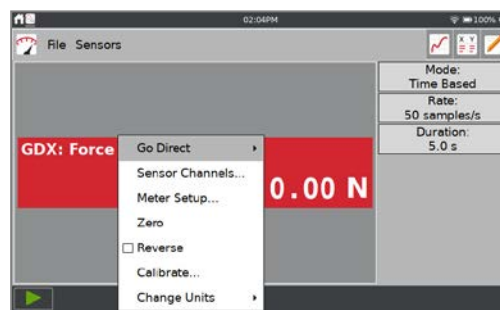 02:04PM
100%
File Sensors
X Y
Mode:
Time Based
Rate:
50 samples/s
Duration:
5.0 s
GDX: Force
0.00 N
Go Direct
Sensor Channels...
Meter Setup...
Zero
Reverse
Calibrate...
Change Units